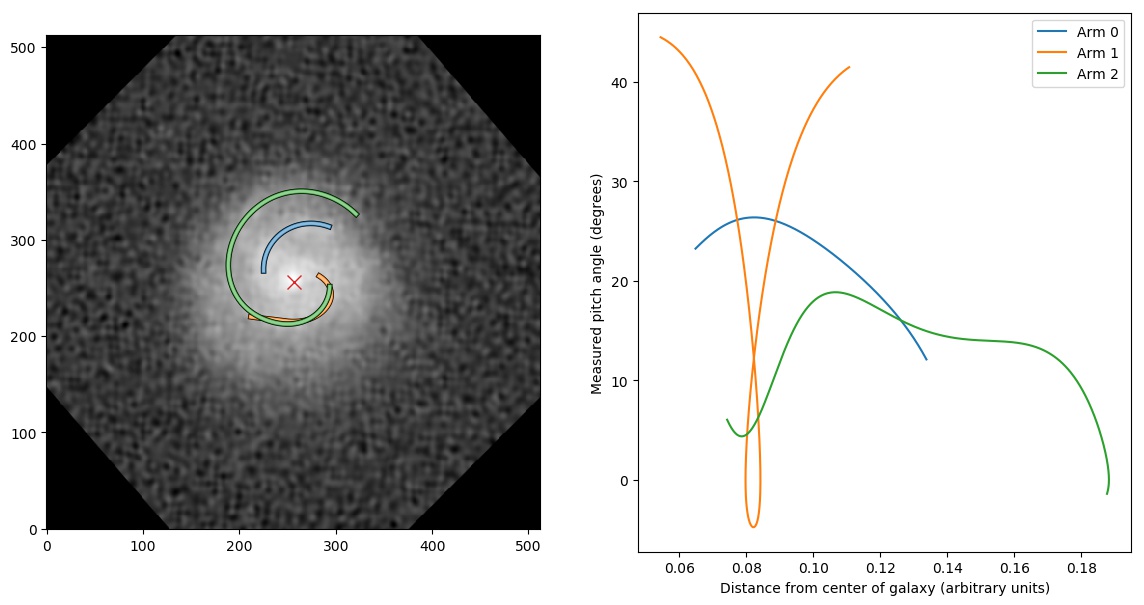 500
400
300
200
100
0
0 100 200 300 400 500
Measured pitch angle (degrees)
40
30
20
10
0
0.06 0.08 0.10 0.12 0.14 0.16 0.18
Distance from center of galaxy (arbitrary units)
Arm 0
Arm 1
Arm 2